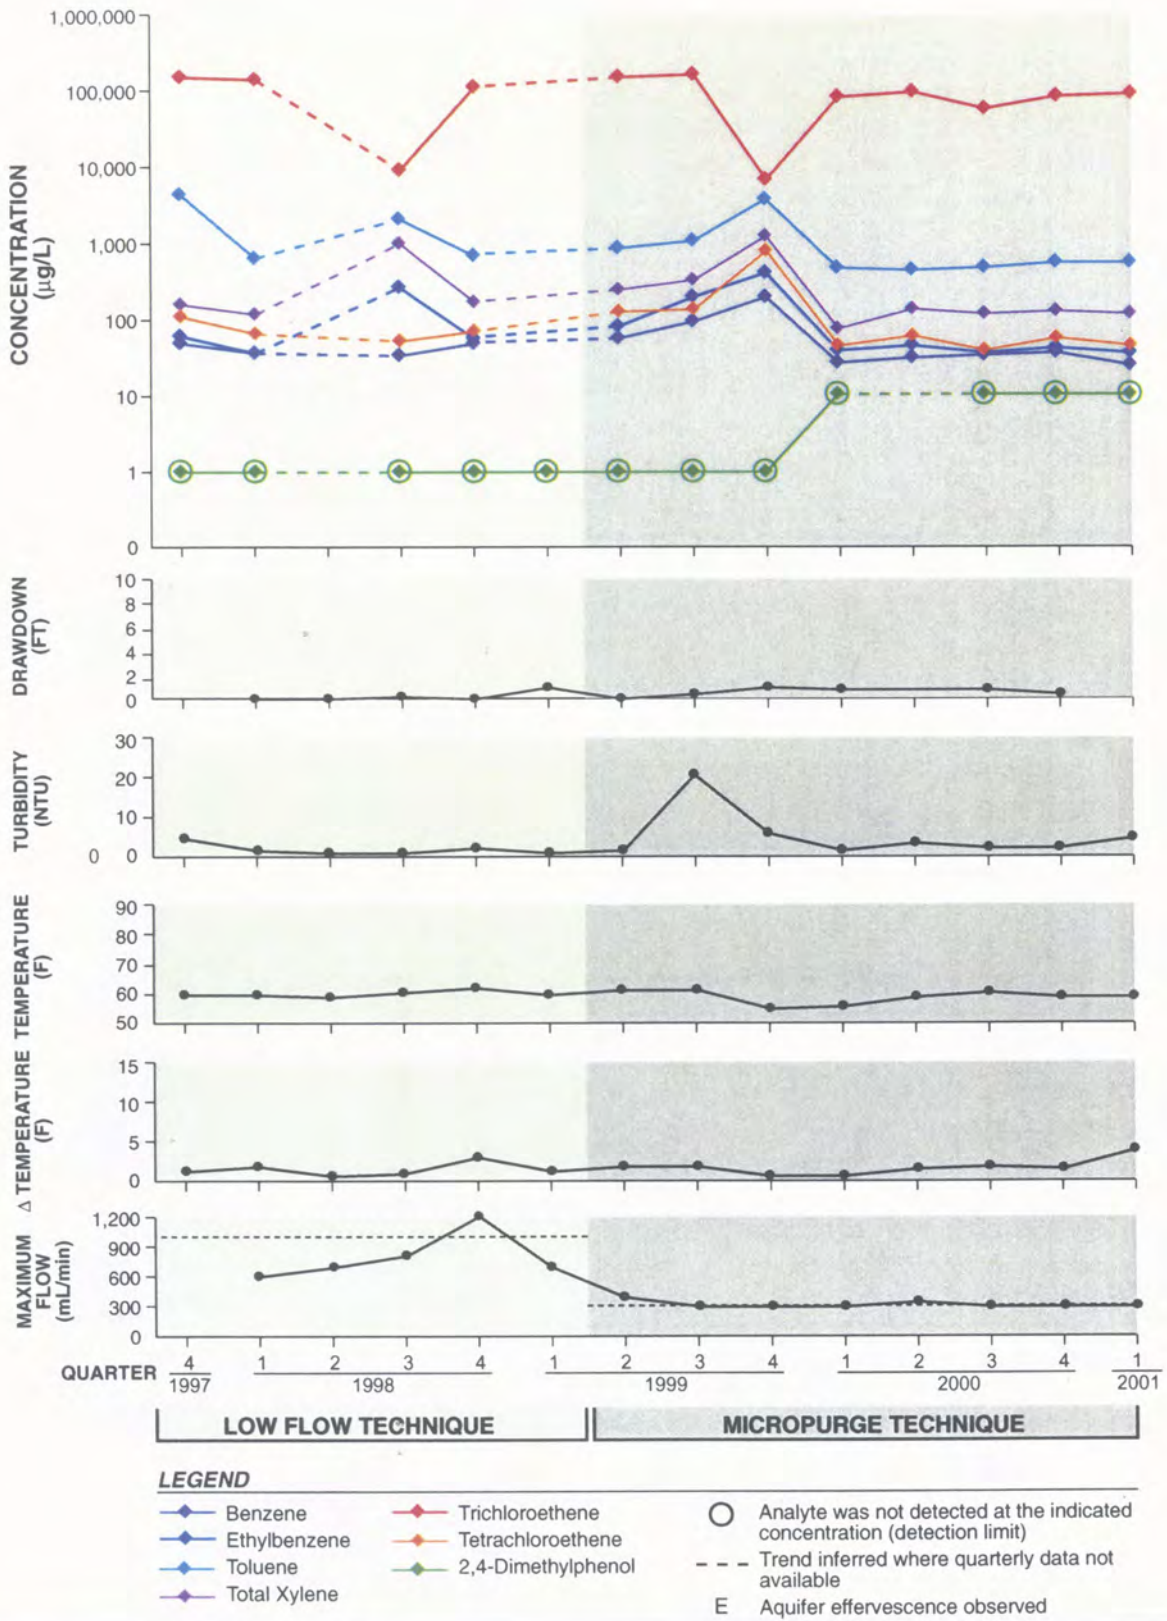 1,000,000
100,000
10,000
1,000
100
10
1
0
CONCENTRATION
(µg/L)
10
8
6
4
2
0
DRAWDOWN
(FT)
30
20
10
0 0
TURBIDITY
(NTU)
90
80
70
60
50
TEMPERATURE
(F)
15
10
5
0
Δ TEMPERATURE
(F)
1,200
900
600
300
0
MAXIMUM
FLOW
(mL/min)
QUARTER 4 1 2 3 4 1 2 3 4 1 2 3 4 1
1997 1998 1999 2000 2001
LOW FLOW TECHNIQUE MICROPURGE TECHNIQUE
LEGEND
Benzene
Ethylbenzene
Toluene
Total Xylene
Trichloroethene
Tetrachloroethene
2,4-Dimethylphenol
Analyte was not detected at the indicated
concentration (detection limit)
Trend inferred where quarterly data not
available
E Aquifer effervescence observed